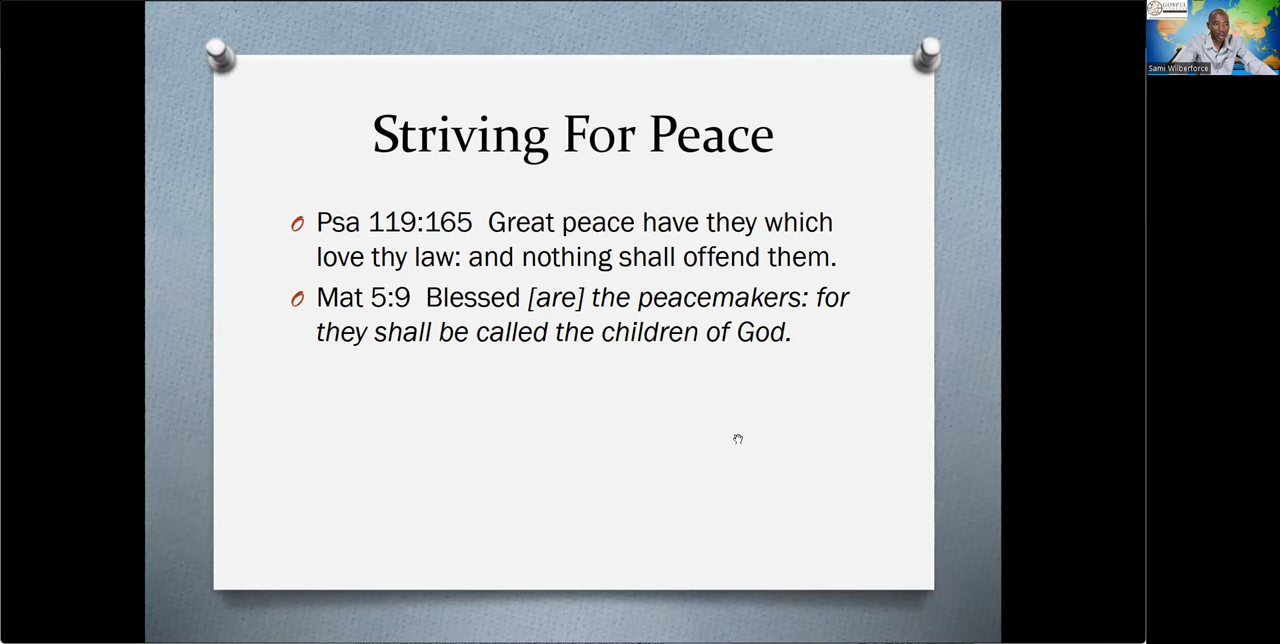 Striving For Peace
Psa 119:165  Great peace have they which
love thy law: and nothing shall offend them.
Mat 5:9  Blessed [are] the peacemakers: for
they shall be called the children of God.
GOSPEL
Sami Wilberforce